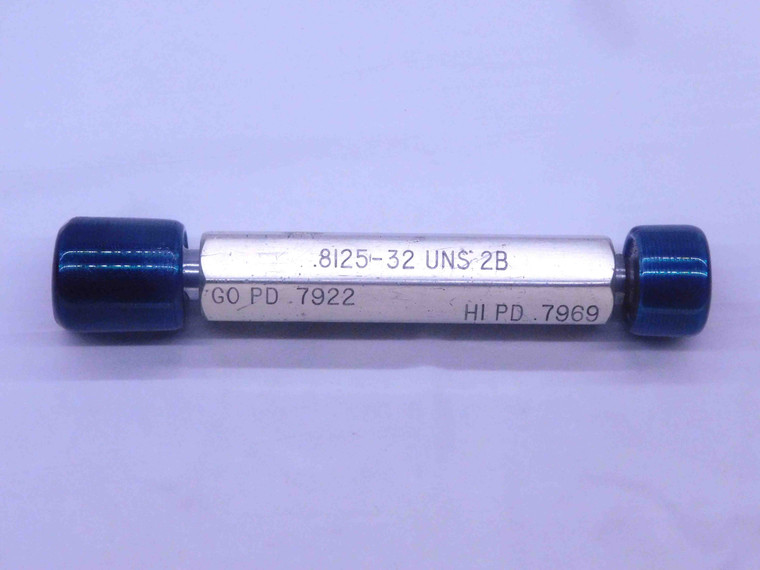 .8125-32 UNS 2B
GO PD .7922
HI PD .7969